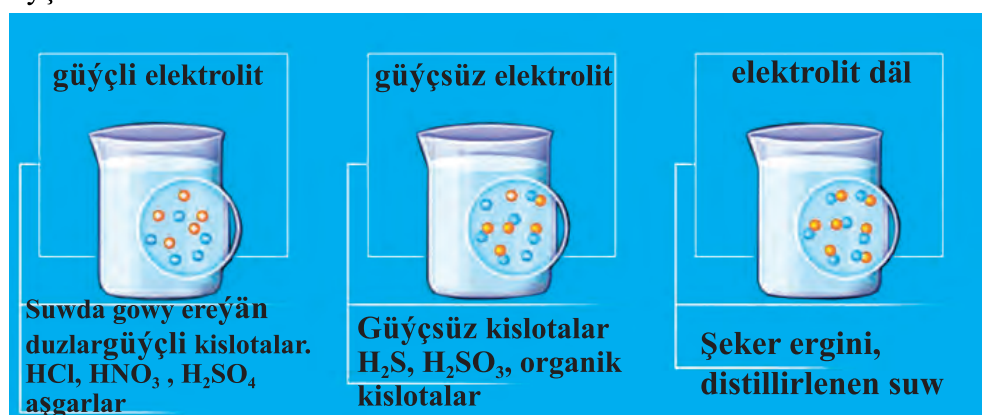 güýçli elektrolit
Suwda gowy ereýän
duzlargüýçli kislotalar.
HCl, HNO₃ , H₂SO₄
aşgarlar
güýçsüz elektrolit
Güýçsüz kislotalar
H₂S, H₂SO₃, organik
kislotalar
elektrolit däl
Şeker ergini,
distillirlenen suw